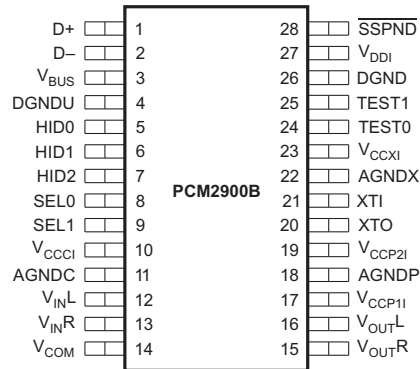 D+ 1 28 SSPND
D– 2 27 VDDI
VBUS 3 26 DGND
DGNDU 4 25 TEST1
HID0 5 24 TEST0
HID1 6 23 VCCXI
HID2 7 22 AGNDX
PCM2900B
SEL0 8 21 XTI
SEL1 9 20 XTO
VCCCI 10 19 VCCP2I
AGNDC 11 18 AGNDP
VINL 12 17 VCCP1I
VINR 13 16 VOUTL
VCOM 14 15 VOUTR